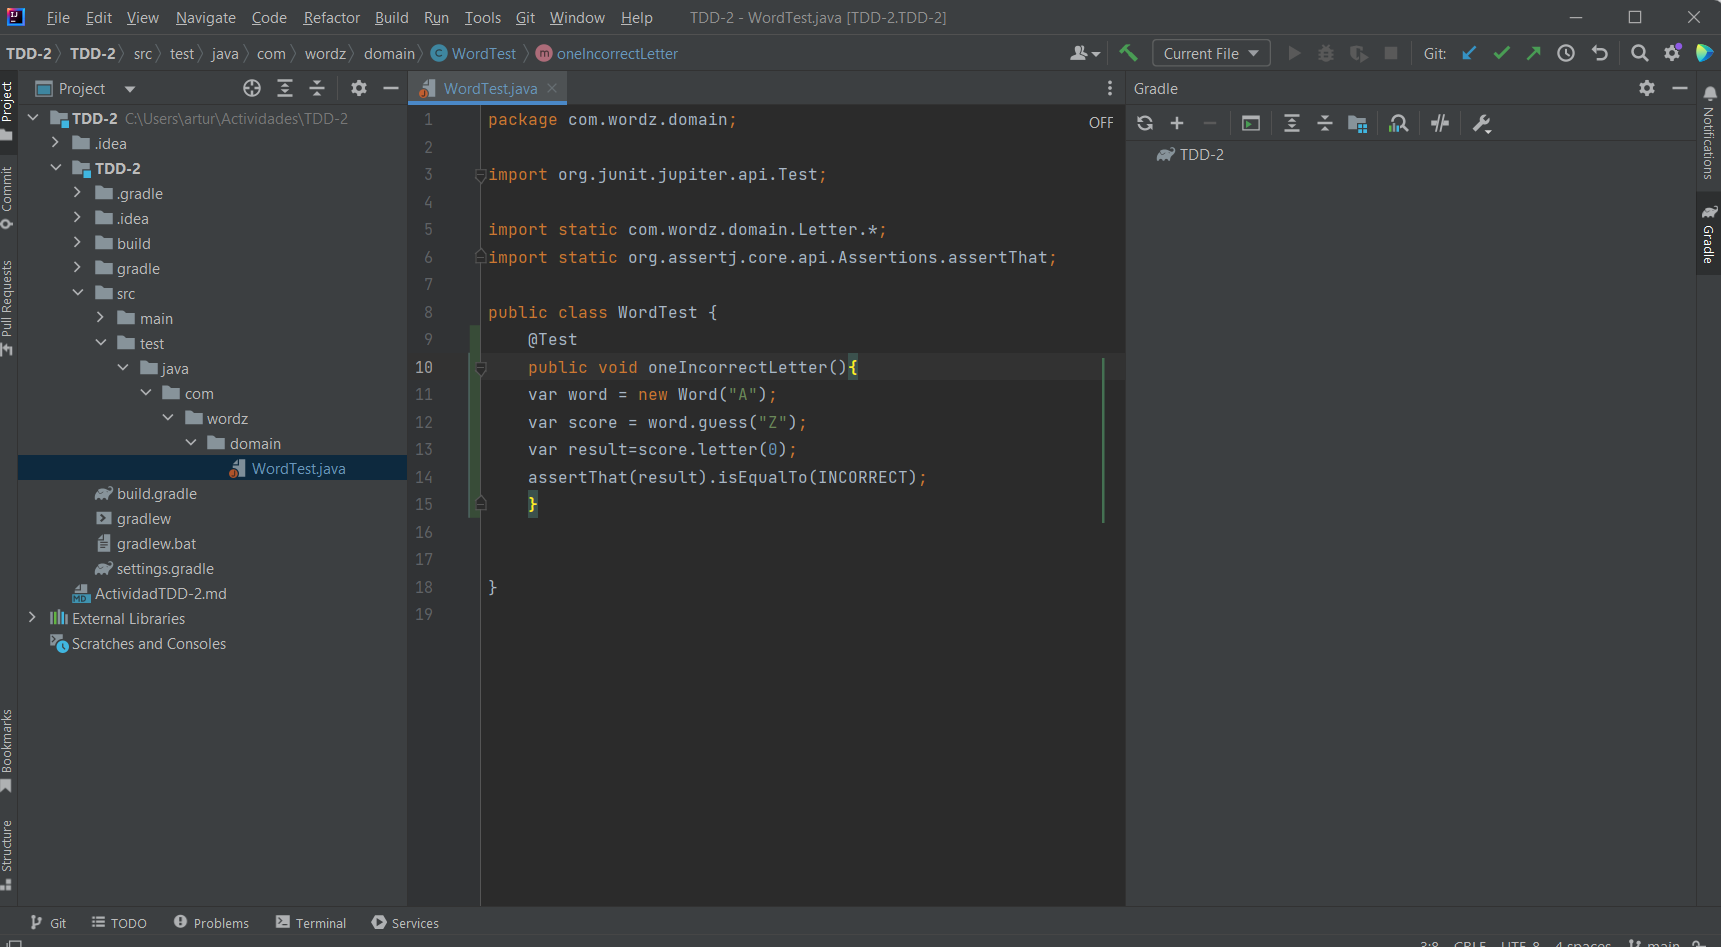 File Edit View Navigate Code Refactor Build Run Tools Git Window Help TDD-2 - WordTest.java [TDD-2.TDD-2]
TDD-2 TDD-2 src test java com wordz domain WordTest oneIncorrectLetter Current File Git:
Project
WordTest.java
Gradle
TDD-2 C:\Users\artur\Actividades\TDD-2
.idea
TDD-2
.gradle
.idea
build
gradle
src
main
test
java
com
wordz
domain
WordTest.java
build.gradle
gradlew
gradlew.bat
settings.gradle
ActividadTDD-2.md
External Libraries
Scratches and Consoles
OFF
1 package com.wordz.domain;
2
3 import org.junit.jupiter.api.Test;
4
5 import static com.wordz.domain.Letter.*;
6 import static org.assertj.core.api.Assertions.assertThat;
7
8 public class WordTest {
9 @Test
10 public void oneIncorrectLetter(){
11 var word = new Word("A");
12 var score = word.guess("Z");
13 var result=score.letter(0);
14 assertThat(result).isEqualTo(INCORRECT);
15 }
16
17
18 }
19
TDD-2
Project
Commit
Pull Requests
Bookmarks
Structure
Notifications
Gradle
Git TODO Problems Terminal Services
3:8 CRLF UTF-8 4 spaces main